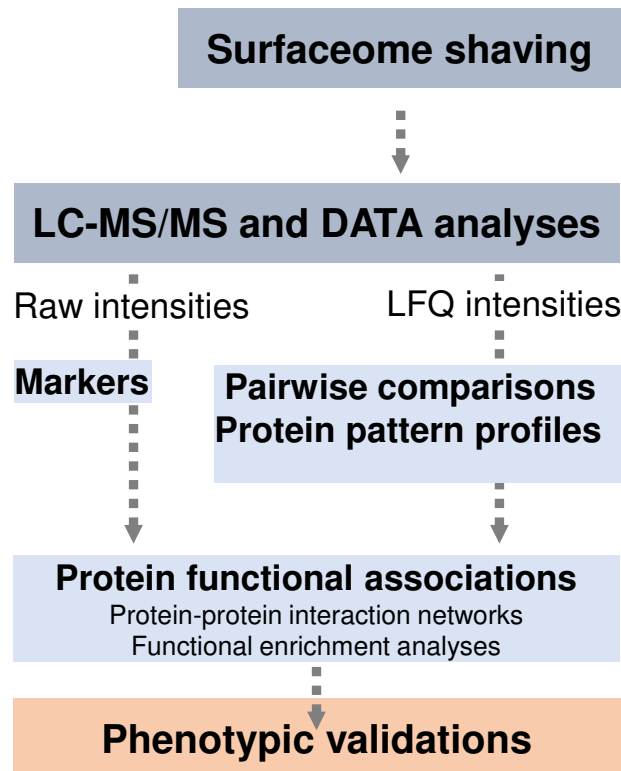 Surfaceome shaving
LC-MS/MS and DATA analyses
Raw intensities
LFQ intensities
Markers
Pairwise comparisons
Protein pattern profiles
Protein functional associations
Protein-protein interaction networks
Functional enrichment analyses
Phenotypic validations